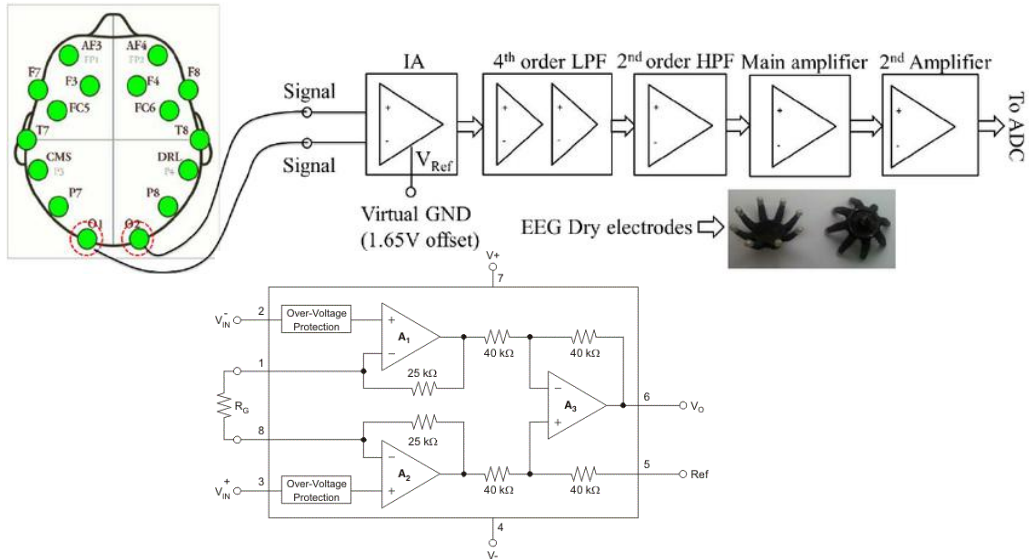 AF3
AF4
FP1
FP2
F7
F3
F4
F8
FC5
FC6
T7
T8
CMS
P3
DRL
P4
P7
P8
O1
O2
Signal
Signal
IA
V_Ref
Virtual GND
(1.65V offset)
4th order LPF
2nd order HPF
Main amplifier
2nd Amplifier
+
-
+
-
+
-
+
-
+
-
+
-
To ADC
EEG Dry electrodes
V+
7
V-IN
2
Over-Voltage
Protection
+
A1
−
40 kΩ
40 kΩ
1
25 kΩ
RG
−
A3
+
6
VO
8
25 kΩ
−
A2
+
V+IN
3
Over-Voltage
Protection
40 kΩ
40 kΩ
5
Ref
4
V-